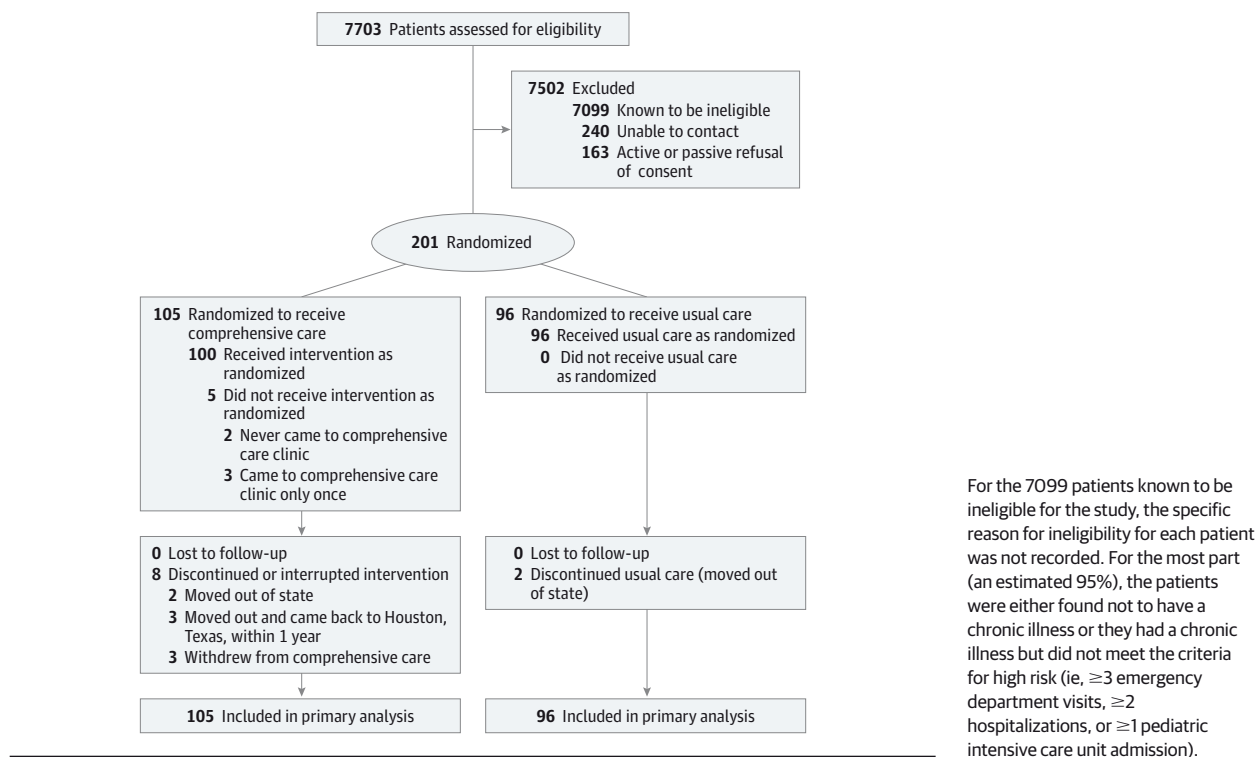 7703 Patients assessed for eligibility
7502 Excluded
7099 Known to be ineligible
240 Unable to contact
163 Active or passive refusal
of consent
201 Randomized
105 Randomized to receive
comprehensive care
100 Received intervention as
randomized
5 Did not receive intervention as
randomized
2 Never came to comprehensive
care clinic
3 Came to comprehensive care
clinic only once
96 Randomized to receive usual care
96 Received usual care as randomized
0 Did not receive usual care
as randomized
0 Lost to follow-up
8 Discontinued or interrupted intervention
2 Moved out of state
3 Moved out and came back to Houston,
Texas, within 1 year
3 Withdrew from comprehensive care
0 Lost to follow-up
2 Discontinued usual care (moved out
of state)
105 Included in primary analysis
96 Included in primary analysis
For the 7099 patients known to be
ineligible for the study, the specific
reason for ineligibility for each patient
was not recorded. For the most part
(an estimated 95%), the patients
were either found not to have a
chronic illness or they had a chronic
illness but did not meet the criteria
for high risk (ie, ≥3 emergency
department visits, ≥2
hospitalizations, or ≥1 pediatric
intensive care unit admission).